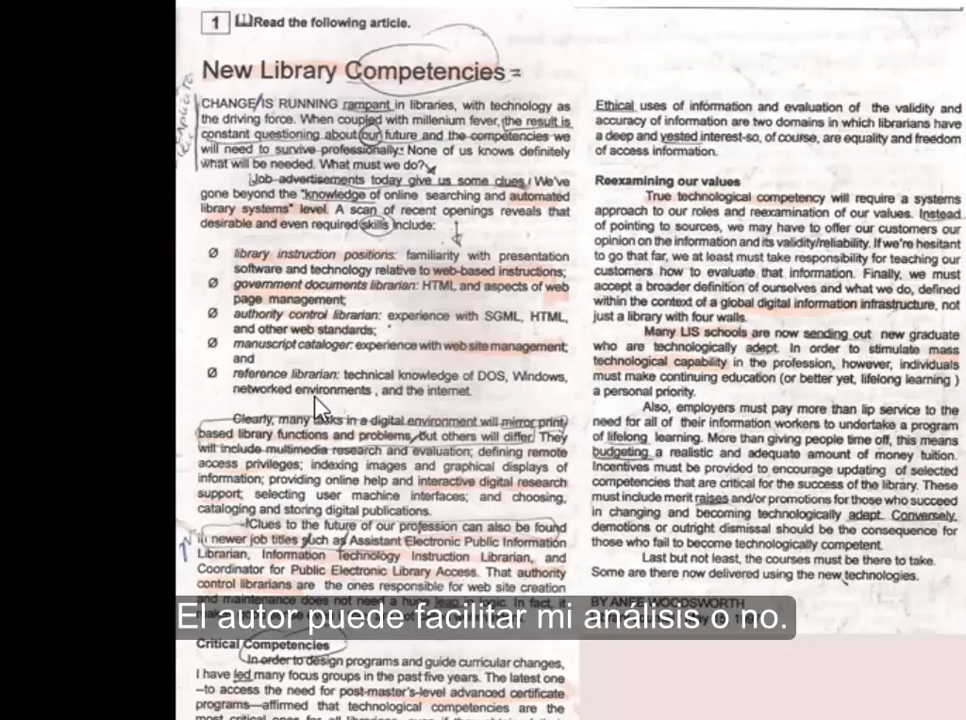 1 Read the following article.
New Library Competencies
CHANGE IS RUNNING rampant in libraries, with technology as
the driving force. When coupled with millenium fever, the result is
constant questioning about our future and the competencies we
will need to survive professionally. None of us knows definitely
what will be needed. What must we do?
Job advertisements today give us some clues. We've
gone beyond the "knowledge of online searching and automated
library systems" level. A scan of recent openings reveals that
desirable and even required skills include:
Ø library instruction positions: familiarity with presentation
software and technology relative to web-based instructions;
Ø government documents librarian: HTML and aspects of web
page management;
Ø authority control librarian: experience with SGML, HTML,
and other web standards;
Ø manuscript cataloger: experience with web site management;
and
Ø reference librarian: technical knowledge of DOS, Windows,
networked environments , and the internet.
Clearly, many tasks in a digital environment will mirror print
based library functions and problems, but others will differ. They
will include multimedia research and evaluation; defining remote
access privileges; indexing images and graphical displays of
information; providing online help and interactive digital research
support; selecting user machine interfaces; and choosing,
cataloging and storing digital publications.
Clues to the future of our profession can also be found
in newer job titles such as Assistant Electronic Public Information
Librarian, Information Technology Instruction Librarian, and
Coordinator for Public Electronic Library Access. That authority
control librarians are the ones responsible for web site creation
and maintenance does not need a huge leap in logic. In fact, it
Critical Competencies
In order to design programs and guide curricular changes,
I have led many focus groups in the past five years. The latest one
–to access the need for post-master's-level advanced certificate
programs—affirmed that technological competencies are the
Ethical uses of information and evaluation of the validity and
accuracy of information are two domains in which librarians have
a deep and vested interest-so, of course, are equality and freedom
of access information.
Reexamining our values
True technological competency will require a systems
approach to our roles and reexamination of our values. Instead
of pointing to sources, we may have to offer our customers our
opinion on the information and its validity/reliability. If we're hesitant
to go that far, we at least must take responsibility for teaching our
customers how to evaluate that information. Finally, we must
accept a broader definition of ourselves and what we do, defined
within the context of a global digital information infrastructure, not
just a library with four walls.
Many LIS schools are now sending out new graduate
who are technologically adept. In order to stimulate mass
technological capability in the profession, however, individuals
must make continuing education (or better yet, lifelong learning )
a personal priority.
Also, employers must pay more than lip service to the
need for all of their information workers to undertake a program
of lifelong learning. More than giving people time off, this means
budgeting a realistic and adequate amount of money tuition.
Incentives must be provided to encourage updating of selected
competencies that are critical for the success of the library. These
must include merit raises and/or promotions for those who succeed
in changing and becoming technologically adept. Conversely,
demotions or outright dismissal should be the consequence for
those who fail to become technologically competent.
Last but not least, the courses must be there to take.
Some are there now delivered using the new technologies.
BY ANEE WOODSWORTH
El autor puede facilitar mi análisis o no.